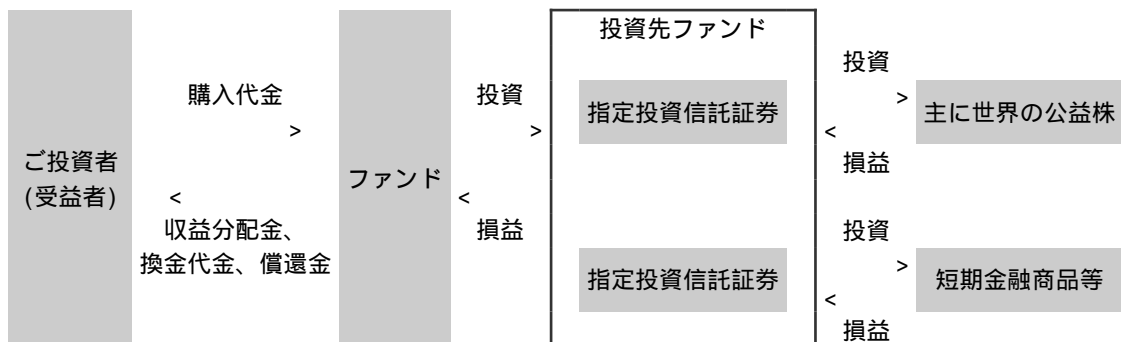 投資先ファンド
投資
購入代金
投資
指定投資信託証券
>
主に世界の公益株
>
>
<
損益
ご投資者
(受益者)
ファンド
<
<
収益分配金、
損益
投資
換金代金、償還金
指定投資信託証券
>
短期金融商品等
<
損益